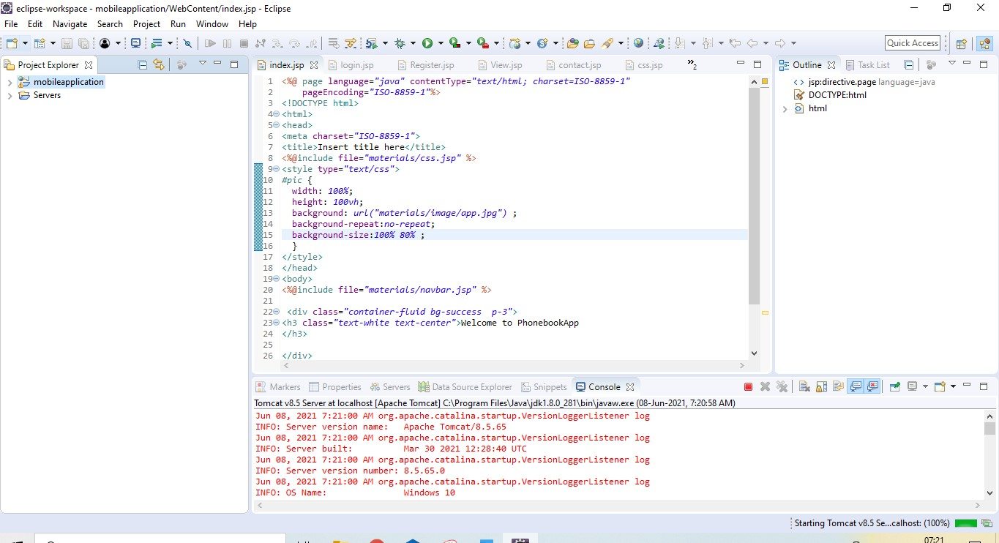 eclipse-workspace - mobileapplication/WebContent/index.jsp - Eclipse
File Edit Navigate Search Project Run Window Help
Quick Access
Project Explorer
mobileapplication
Servers
index.jsp login.jsp Register.jsp View.jsp contact.jsp css.jsp »2
1 <%@ page language="java" contentType="text/html; charset=ISO-8859-1"
2 pageEncoding="ISO-8859-1"%>
3 <!DOCTYPE html>
4 <html>
5 <head>
6 <meta charset="ISO-8859-1">
7 <title>Insert title here</title>
8 <%@include file="materials/css.jsp" %>
9 <style type="text/css">
10 #pic {
11 width: 100%;
12 height: 100vh;
13 background: url("materials/image/app.jpg") ;
14 background-repeat:no-repeat;
15 background-size:100% 80% ;
16 }
17 </style>
18 </head>
19 <body>
20 <%@include file="materials/navbar.jsp" %>
21
22 <div class="container-fluid bg-success  p-3">
23 <h3 class="text-white text-center">Welcome to PhonebookApp
24 </h3>
25
26 </div>
Outline Task List
jsp:directive.page language=java
DOCTYPE:html
html
Markers Properties Servers Data Source Explorer Snippets Console
Tomcat v8.5 Server at localhost [Apache Tomcat] C:\Program Files\Java\jdk1.8.0_281\bin\javaw.exe (08-Jun-2021, 7:20:58 AM)
Jun 08, 2021 7:21:00 AM org.apache.catalina.startup.VersionLoggerListener log
INFO: Server version name:   Apache Tomcat/8.5.65
Jun 08, 2021 7:21:00 AM org.apache.catalina.startup.VersionLoggerListener log
INFO: Server built:          Mar 30 2021 12:28:40 UTC
Jun 08, 2021 7:21:00 AM org.apache.catalina.startup.VersionLoggerListener log
INFO: Server version number: 8.5.65.0
Jun 08, 2021 7:21:00 AM org.apache.catalina.startup.VersionLoggerListener log
INFO: OS Name:               Windows 10
Starting Tomcat v8.5 Se...calhost: (100%)
07:21